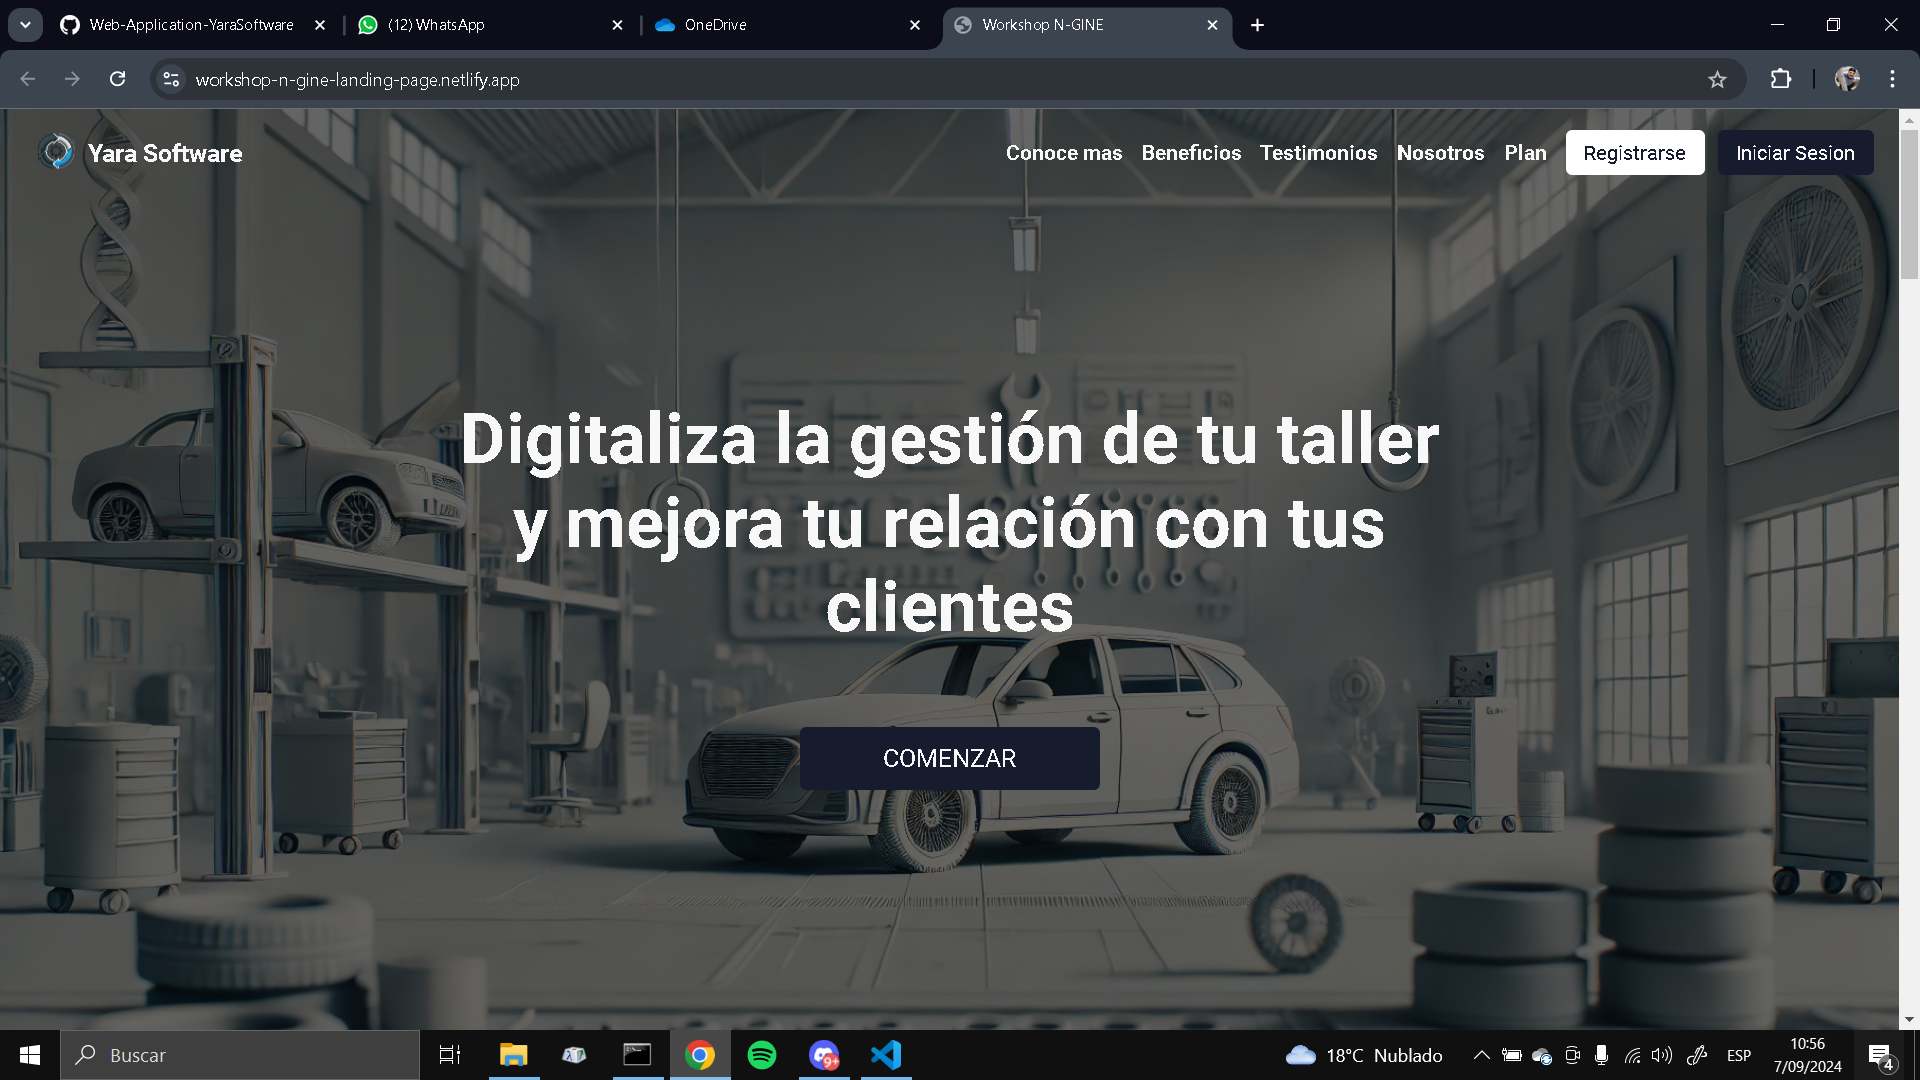 Web-Application-YaraSoftware
(12) WhatsApp
OneDrive
Workshop N-GINE
workshop-n-gine-landing-page.netlify.app
Yara Software
Conoce mas Beneficios Testimonios Nosotros Plan Registrarse Iniciar Sesion
Digitaliza la gestión de tu taller
y mejora tu relación con tus
clientes
COMENZAR
Buscar
9+
18°C Nublado
ESP
10:56
7/09/2024
4